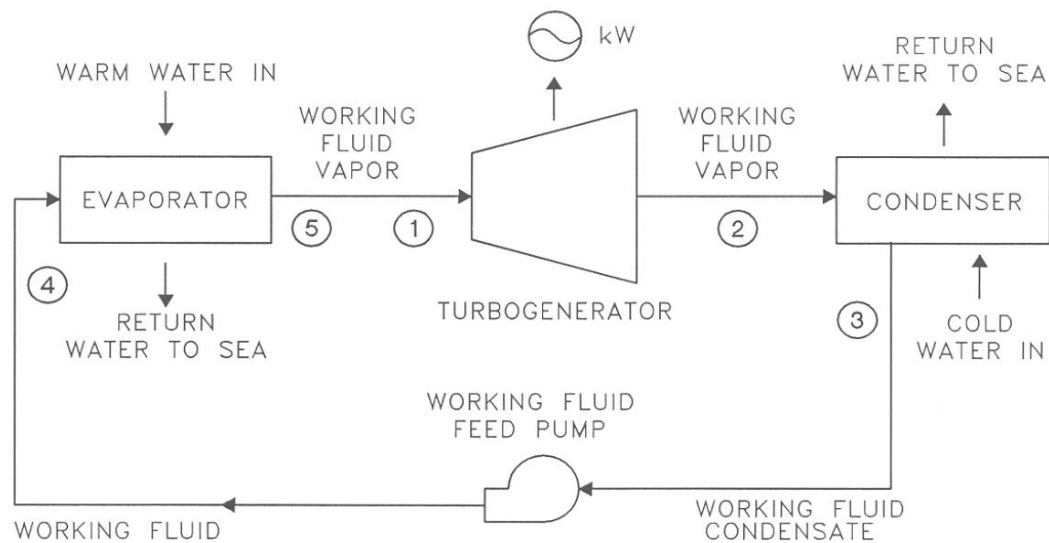 kW
WARM WATER IN
RETURN
WATER TO SEA
WORKING
FLUID
VAPOR
WORKING
FLUID
VAPOR
EVAPORATOR
CONDENSER
5
1
2
4
3
TURBOGENERATOR
RETURN
WATER TO SEA
COLD
WATER IN
WORKING FLUID
FEED PUMP
WORKING FLUID
WORKING FLUID
CONDENSATE